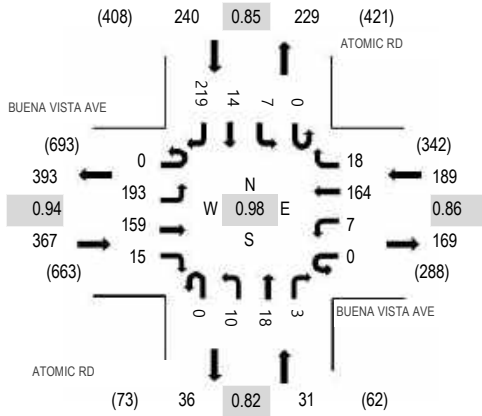 (408) 240 0.85 229 (421)
ATOMIC RD
219 14 7 0
BUENA VISTA AVE
(693) 0 18 (342)
393 193 N 164 189
0.94 W 0.98 E 0.86
367 159 S 7 169
(663) 15 0 (288)
0 10 18 3
BUENA VISTA AVE
ATOMIC RD
(73) 36 0.82 31 (62)